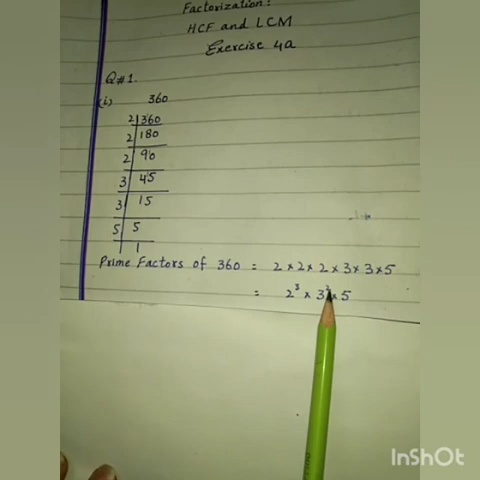 Factorization:
HCF and LCM
Exercise 4a
Q#1.
(i) 360
2 | 360
2 | 180
2 | 90
3 | 45
3 | 15
5 | 5
| 1
Prime Factors of 360 = 2 × 2 × 2 × 3 × 3 × 5
= 2³ × 3² × 5
InShOt